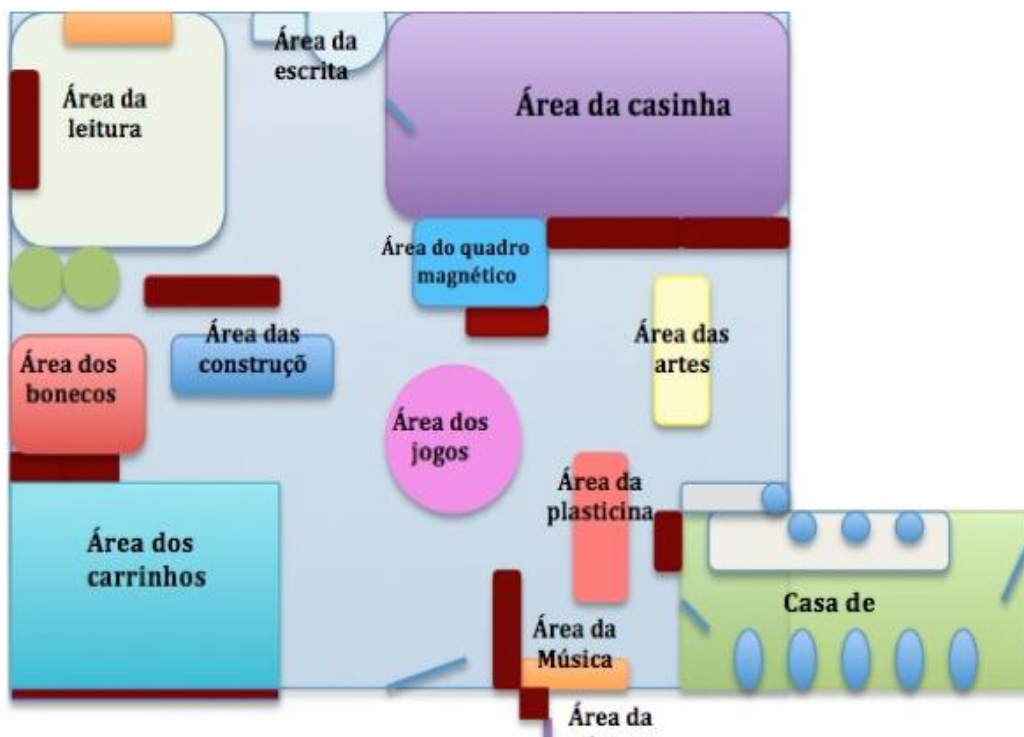 Área da
escrita
Área da
leitura
Área da casinha
Área do quadro
magnético
Área das
construçõ
Área das
artes
Área dos
bonecos
Área dos
jogos
Área da
plasticina
Área dos
carrinhos
Casa de
Área da
Música
Área da